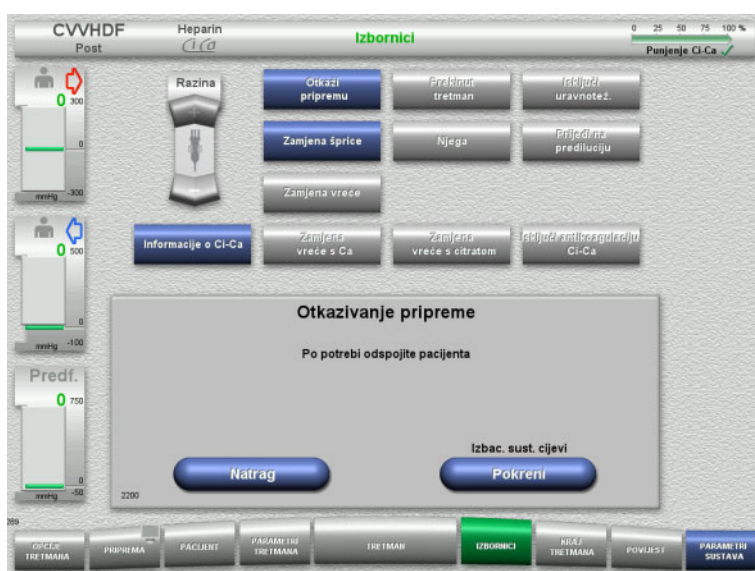 CVVHDF
Post
Heparin
Ci Ca
Izbornici
0 25 50 75 100 %
Punjenje Ci-Ca
0 300
0
mmHg -300
0 500
0
mmHg -100
Predf.
0 750
0
mmHg -50
Razina
Otkaži
pripremu
Prekinut
tretman
Isključi
uravnotež.
Zamjena šprice
Njega
Prijeđi na
prediluciju
Zamjena vreće
Informacije o Ci-Ca
Zamjena
vreće s Ca
Zamjena
vreće s citratom
Isključi antikoagulaciju
Ci-Ca
Otkazivanje pripreme
Po potrebi odspojite pacijenta
Izbac. sust. cijevi
Natrag
Pokreni
2200
OPCIJE
TRETMANA
PRIPREMA
PACIJENT
PARAMETRI
TRETMANA
TRETMAN
IZBORNICI
KRAJ
TRETMANA
POVIJEST
PARAMETRI
SUSTAVA